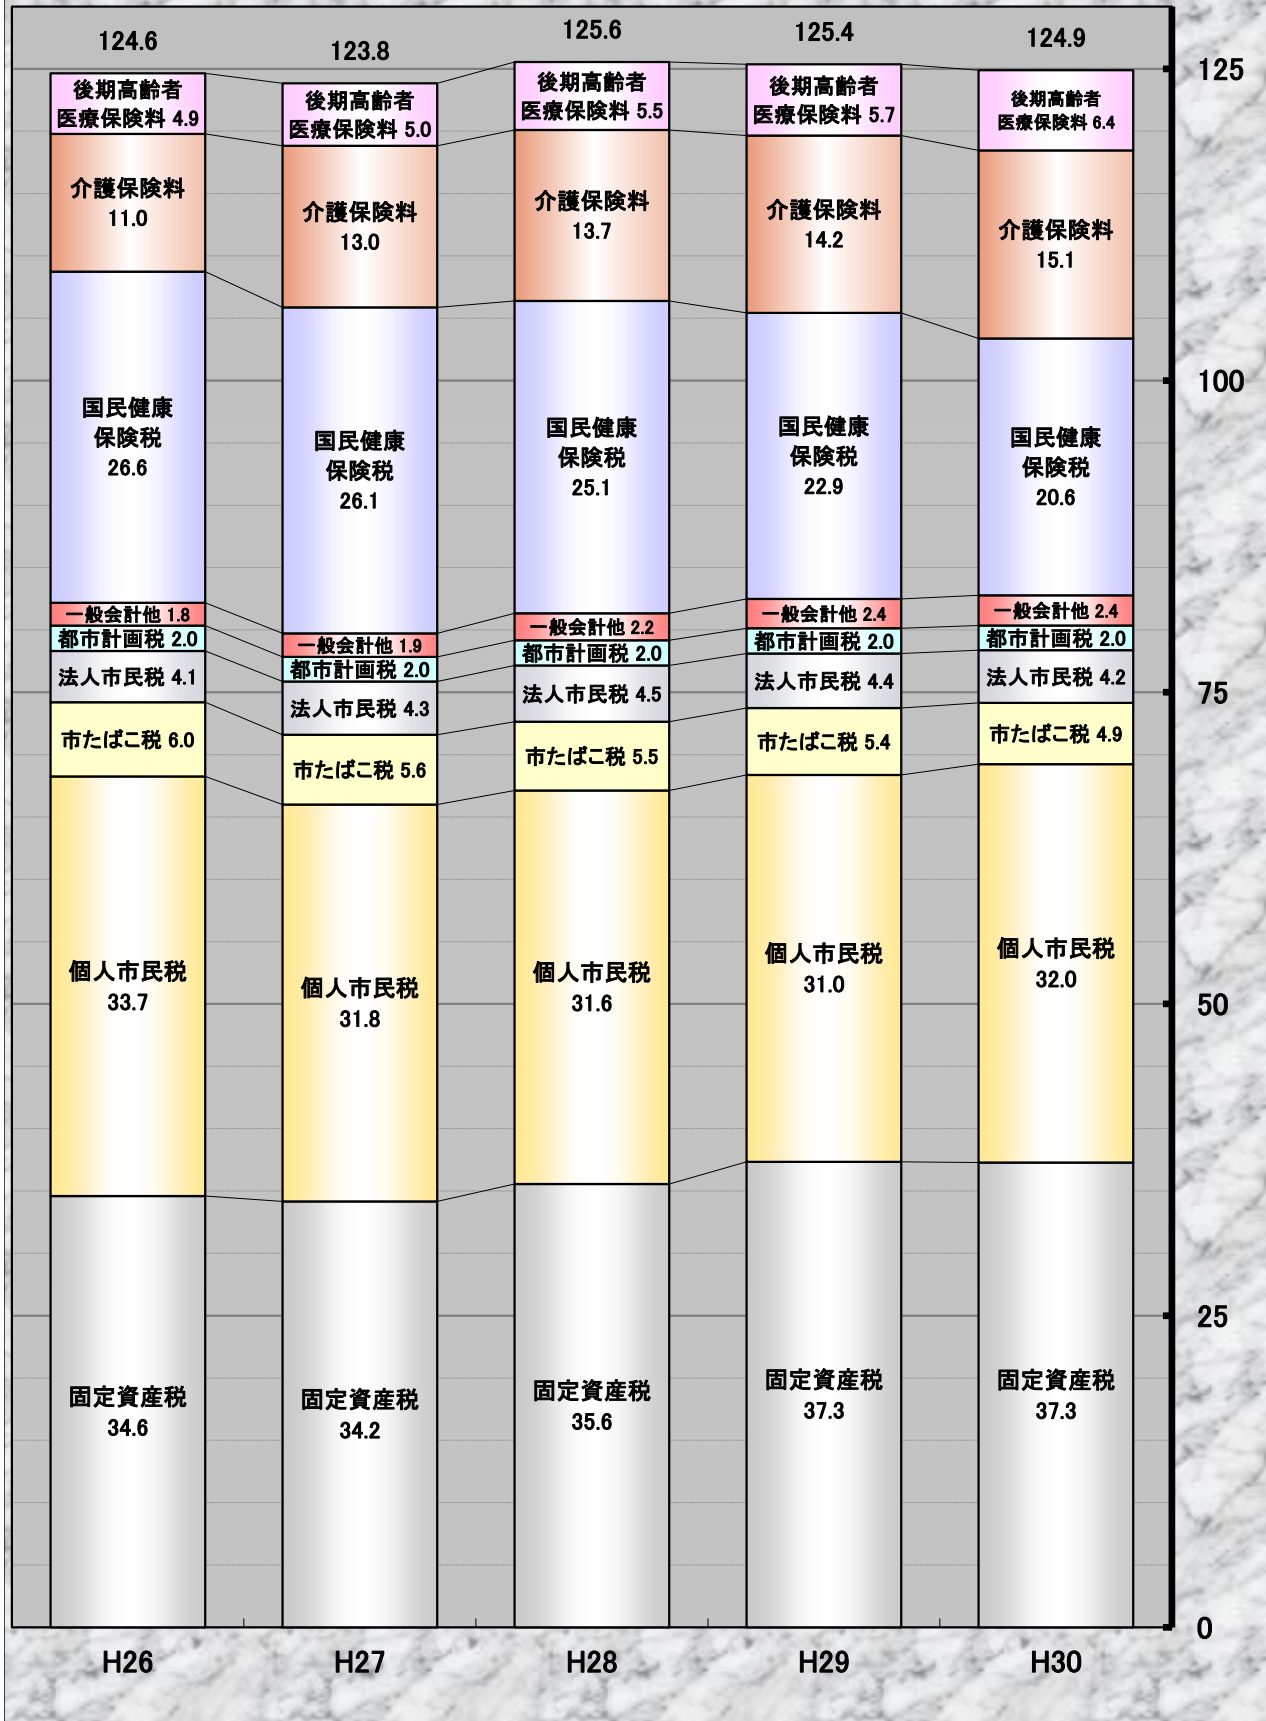 124.6
後期高齢者
医療保険料 4.9
介護保険料
11.0
国民健康
保険税
26.6
一般会計他 1.8
都市計画税 2.0
法人市民税 4.1
市たばこ税 6.0
個人市民税
33.7
固定資産税
34.6
H26
123.8
後期高齢者
医療保険料 5.0
介護保険料
13.0
国民健康
保険税
26.1
一般会計他 1.9
都市計画税 2.0
法人市民税 4.3
市たばこ税 5.6
個人市民税
31.8
固定資産税
34.2
H27
125.6
後期高齢者
医療保険料 5.5
介護保険料
13.7
国民健康
保険税
25.1
一般会計他 2.2
都市計画税 2.0
法人市民税 4.5
市たばこ税 5.5
個人市民税
31.6
固定資産税
35.6
H28
125.4
後期高齢者
医療保険料 5.7
介護保険料
14.2
国民健康
保険税
22.9
一般会計他 2.4
都市計画税 2.0
法人市民税 4.4
市たばこ税 5.4
個人市民税
31.0
固定資産税
37.3
H29
124.9
後期高齢者
医療保険料 6.4
介護保険料
15.1
国民健康
保険税
20.6
一般会計他 2.4
都市計画税 2.0
法人市民税 4.2
市たばこ税 4.9
個人市民税
32.0
固定資産税
37.3
H30
125
100
75
50
25
0